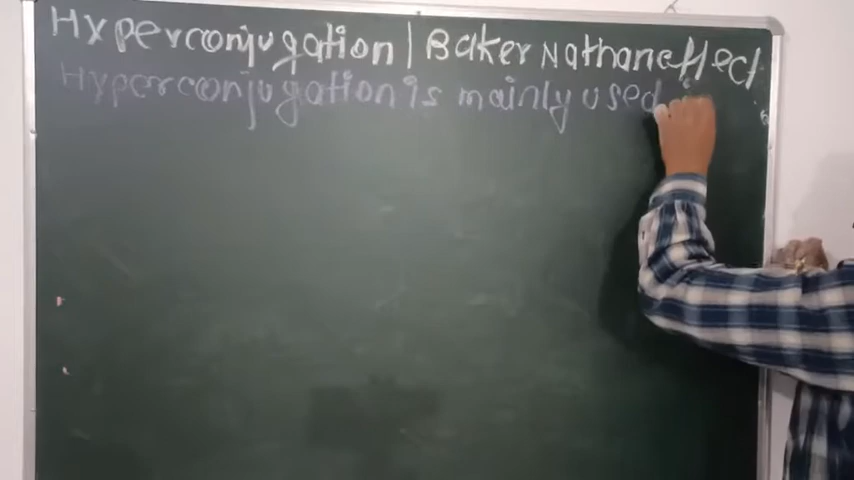 Hyperconjugation | Baker Nathan effect
Hyperconjugation is mainly used